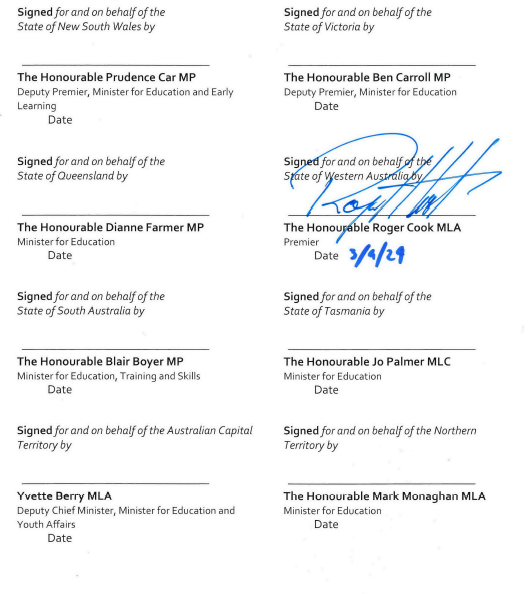 Signed for and on behalf of the
State of New South Wales by
The Honourable Prudence Car MP
Deputy Premier, Minister for Education and Early
Learning
Date
Signed for and on behalf of the
State of Victoria by
The Honourable Ben Carroll MP
Deputy Premier, Minister for Education
Date
Signed for and on behalf of the
State of Queensland by
The Honourable Dianne Farmer MP
Minister for Education
Date
Signed for and on behalf of the
State of Western Australia by
The Honourable Roger Cook MLA
Premier
Date 3/9/24
Signed for and on behalf of the
State of South Australia by
The Honourable Blair Boyer MP
Minister for Education, Training and Skills
Date
Signed for and on behalf of the
State of Tasmania by
The Honourable Jo Palmer MLC
Minister for Education
Date
Signed for and on behalf of the Australian Capital
Territory by
Yvette Berry MLA
Deputy Chief Minister, Minister for Education and
Youth Affairs
Date
Signed for and on behalf of the Northern
Territory by
The Honourable Mark Monaghan MLA
Minister for Education
Date